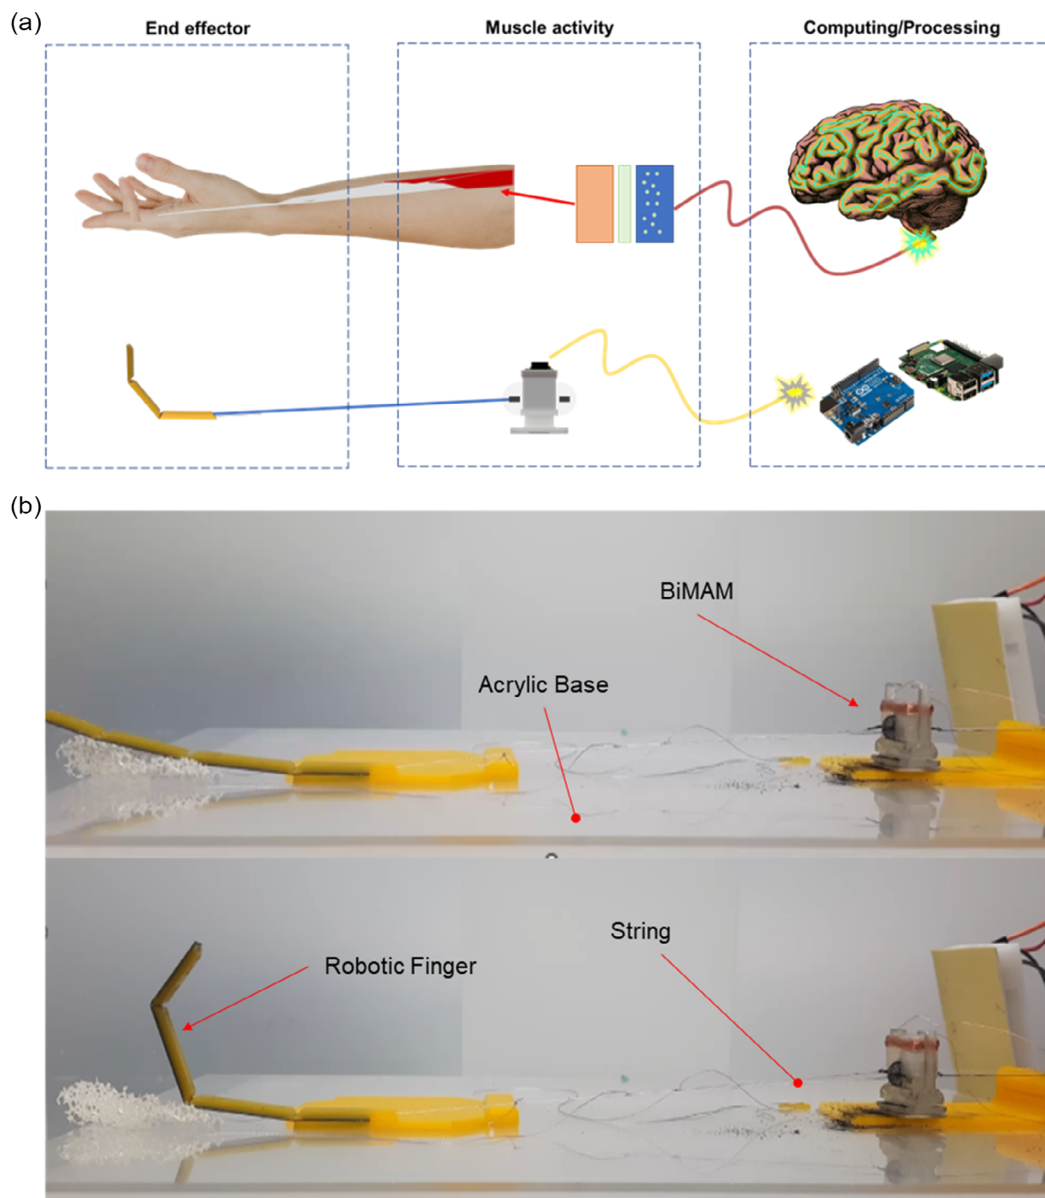 (a)
End effector
Muscle activity
Computing/Processing
(b)
BiMAM
Acrylic Base
String
Robotic Finger